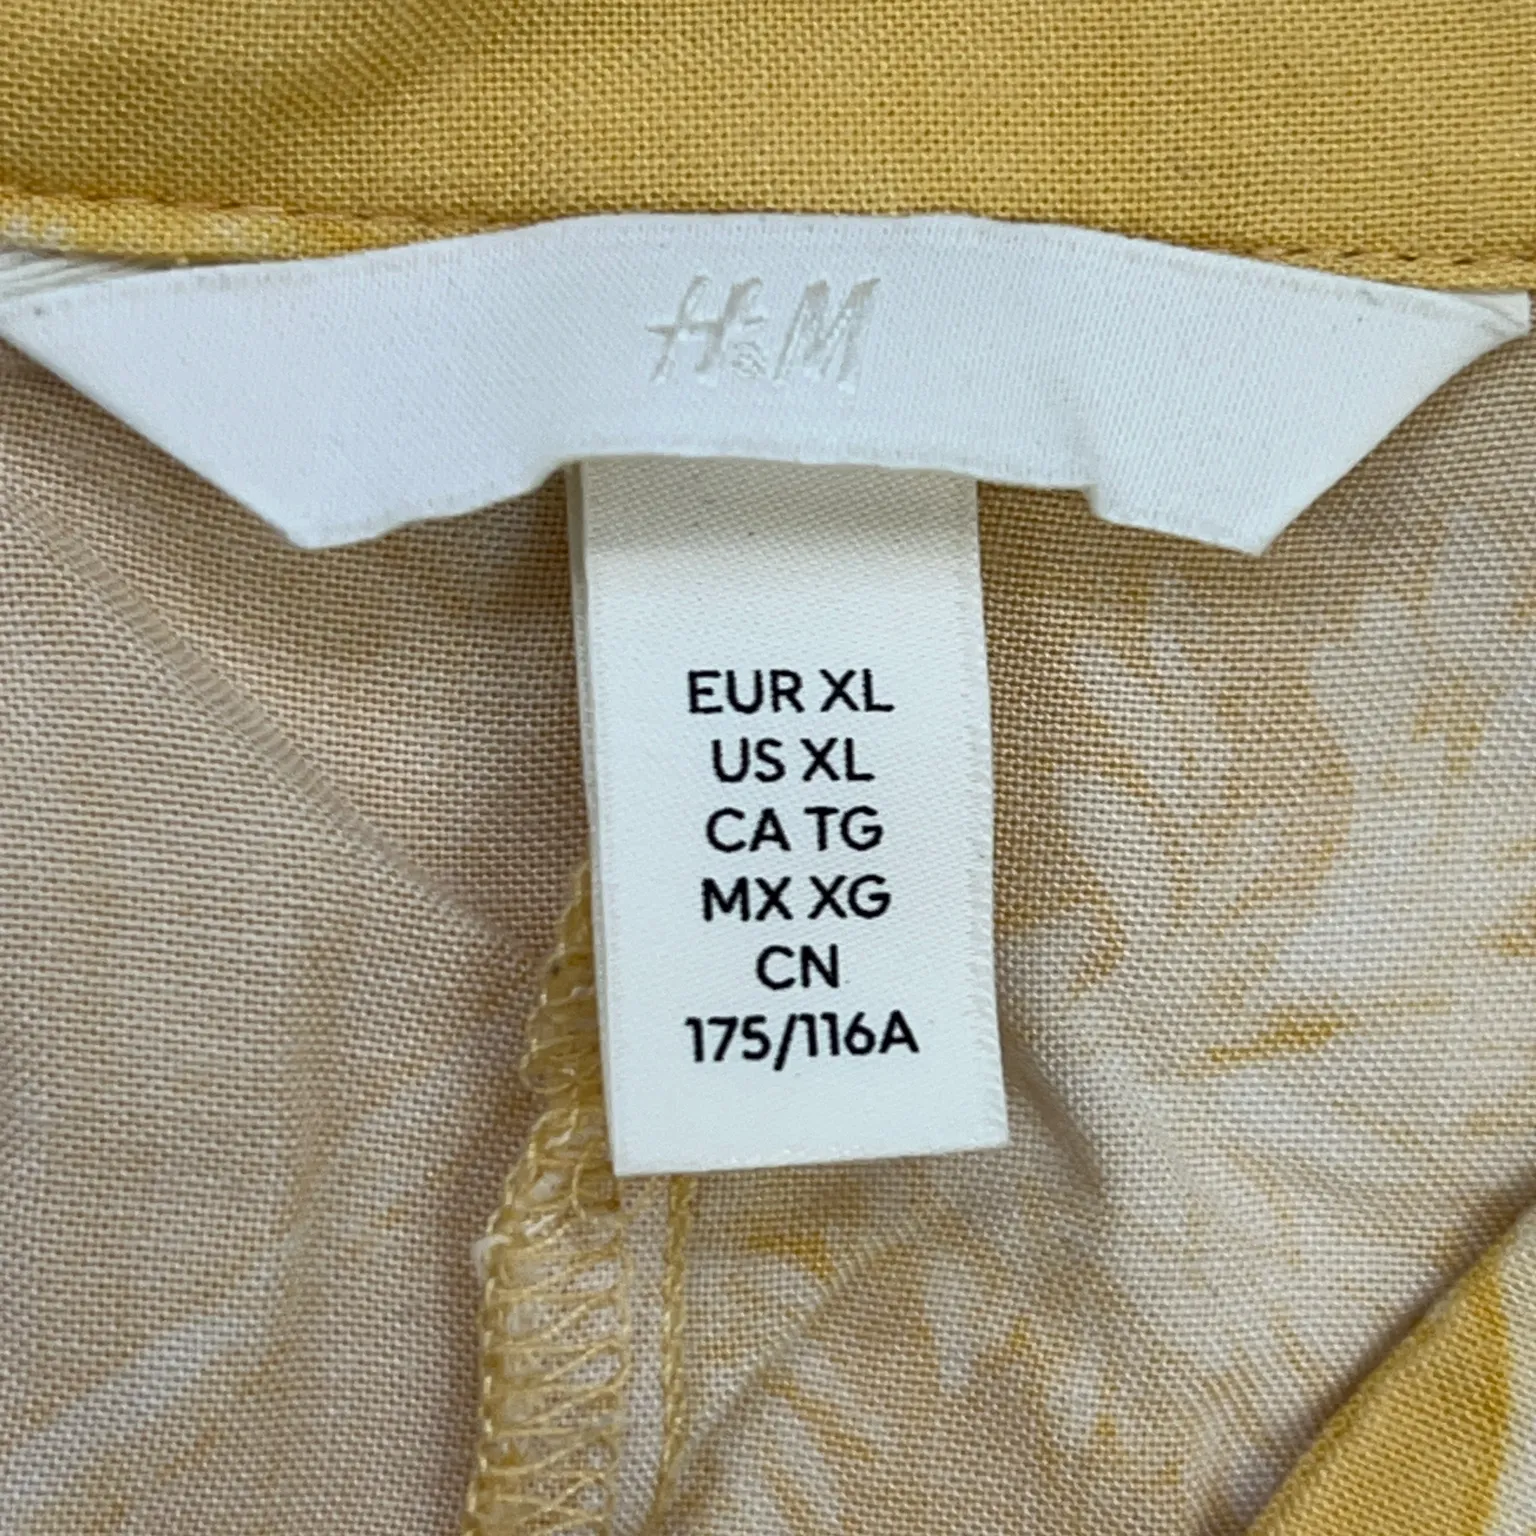 H&M
EUR XL
US XL
CA TG
MX XG
CN
175/116A